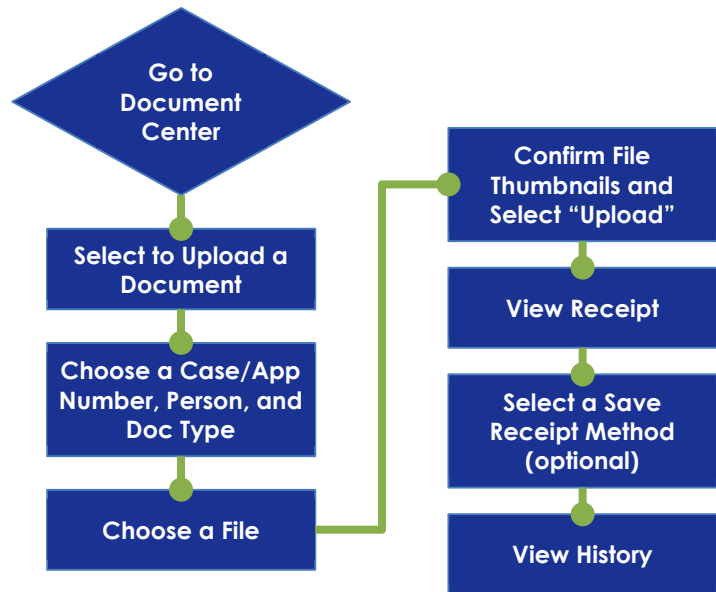 Go to
Document
Center
Select to Upload a
Document
Choose a Case/App
Number, Person, and
Doc Type
Choose a File
Confirm File
Thumbnails and
Select “Upload”
View Receipt
Select a Save
Receipt Method
(optional)
View History